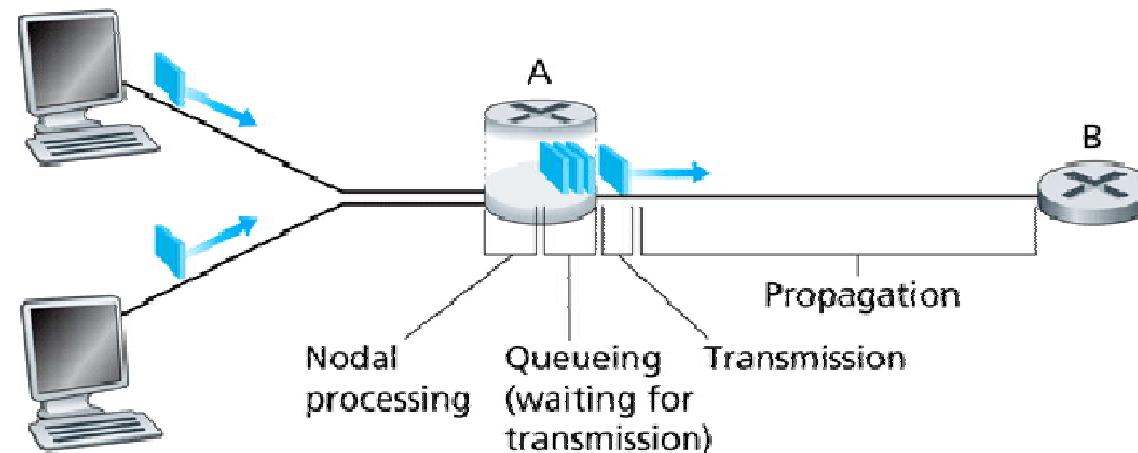 A
B
Propagation
Nodal
processing
Queueing
(waiting for
transmission)
Transmission